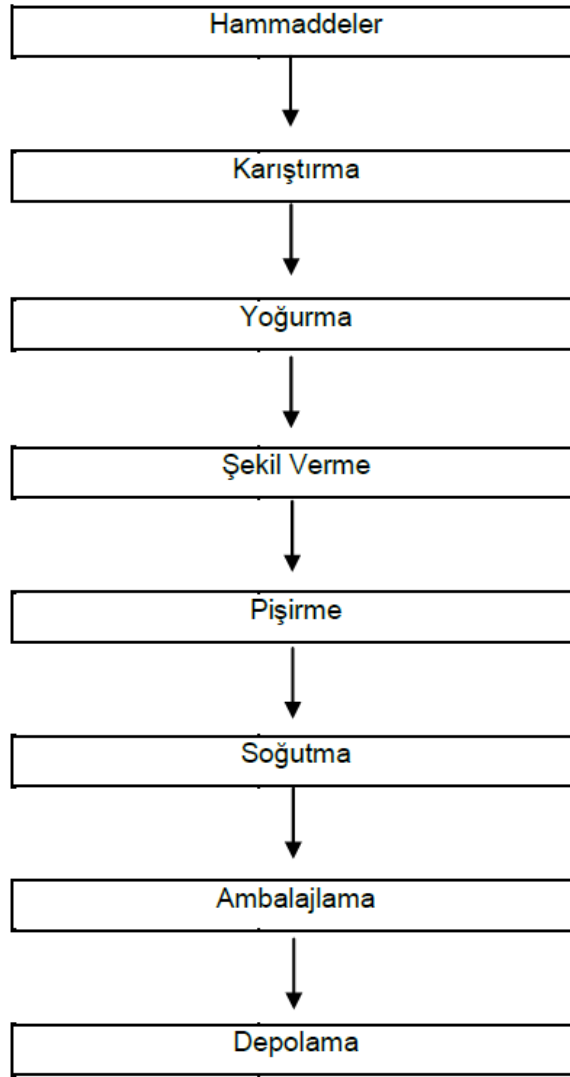 Hammaddeler
Karıştırma
Yoğurma
Şekil Verme
Pişirme
Soğutma
Ambalajlama
Depolama